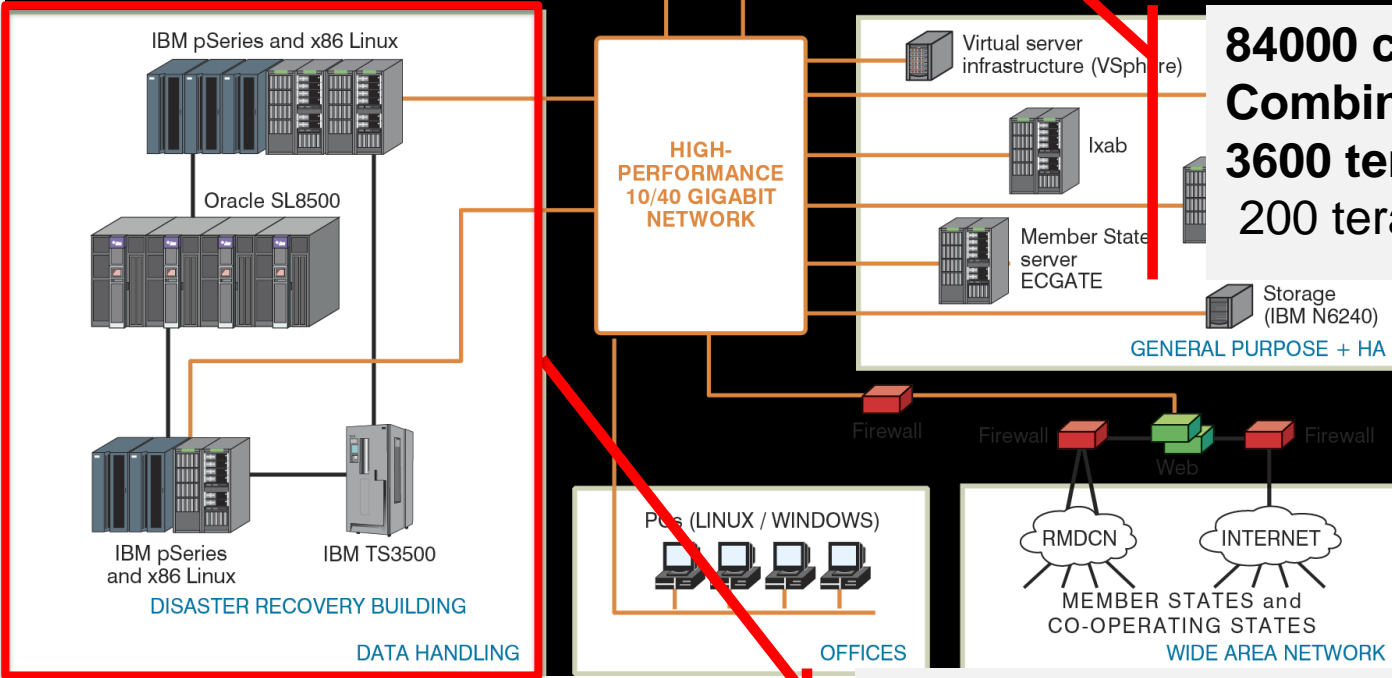 IBM pSeries and x86 Linux
Oracle SL8500
IBM pSeries
and x86 Linux
IBM TS3500
DISASTER RECOVERY BUILDING
DATA HANDLING
HIGH-
PERFORMANCE
10/40 GIGABIT
NETWORK
Virtual server
infrastructure (VSphere)
Ixab
Member State
server
ECGATE
Storage
(IBM N6240)
GENERAL PURPOSE + HA
84000 c
Combin
3600 ter
200 tera
Firewall
Firewall
Web
Firewall
PCs (LINUX / WINDOWS)
OFFICES
RMDCN
INTERNET
MEMBER STATES and
CO-OPERATING STATES
WIDE AREA NETWORK